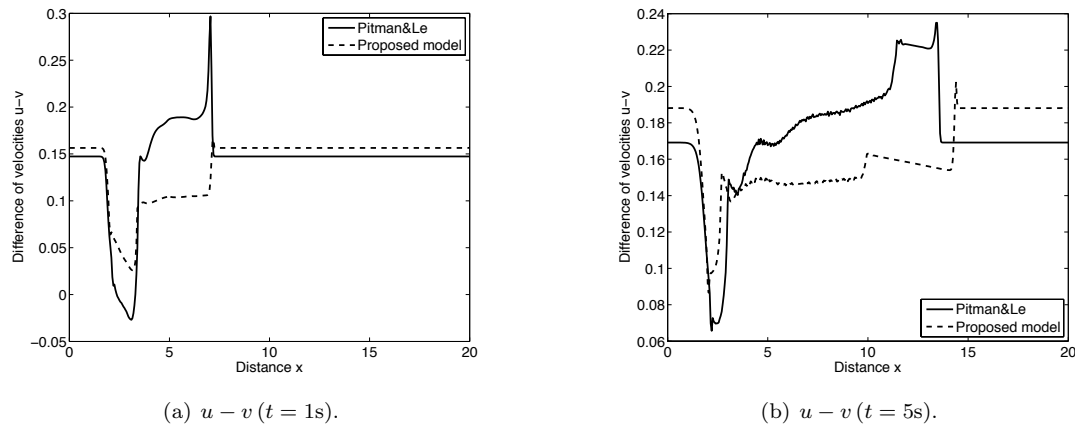 0.3
0.25
0.2
0.15
0.1
0.05
0
−0.05
0 5 10 15 20
Difference of velocities u−v
Distance x
Pitman&Le
Proposed model
0.24
0.22
0.2
0.18
0.16
0.14
0.12
0.1
0.08
0.06
0 5 10 15 20
Difference of velocities u−v
Distance x
Pitman&Le
Proposed model
(a) u − v (t = 1s).
(b) u − v (t = 5s).